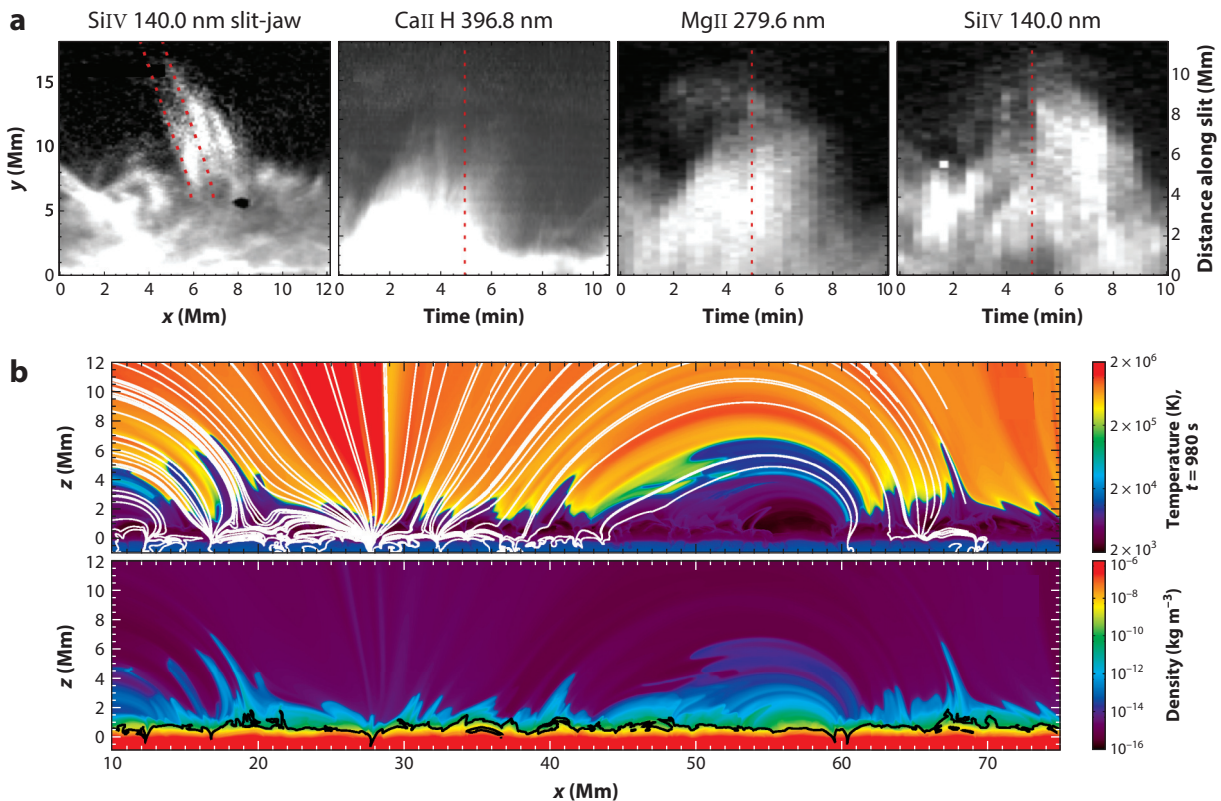 a
SiIV 140.0 nm slit-jaw
CaII H 396.8 nm
MgII 279.6 nm
SiIV 140.0 nm
15
10
5
0
y (Mm)
10
8
6
4
2
0
Distance along slit (Mm)
0 2 4 6 8 10 12
0 2 4 6 8 10
0 2 4 6 8 10
0 2 4 6 8 10
x (Mm)
Time (min)
Time (min)
Time (min)
b
12
10
8
6
4
2
0
z (Mm)
2 × 10⁶
2 × 10⁵
2 × 10⁴
2 × 10³
Temperature (K),
t = 980 s
12
10
8
6
4
2
0
z (Mm)
10⁻⁶
10⁻⁸
10⁻¹⁰
10⁻¹²
10⁻¹⁴
10⁻¹⁶
Density (kg m⁻³)
10 20 30 40 50 60 70
x (Mm)